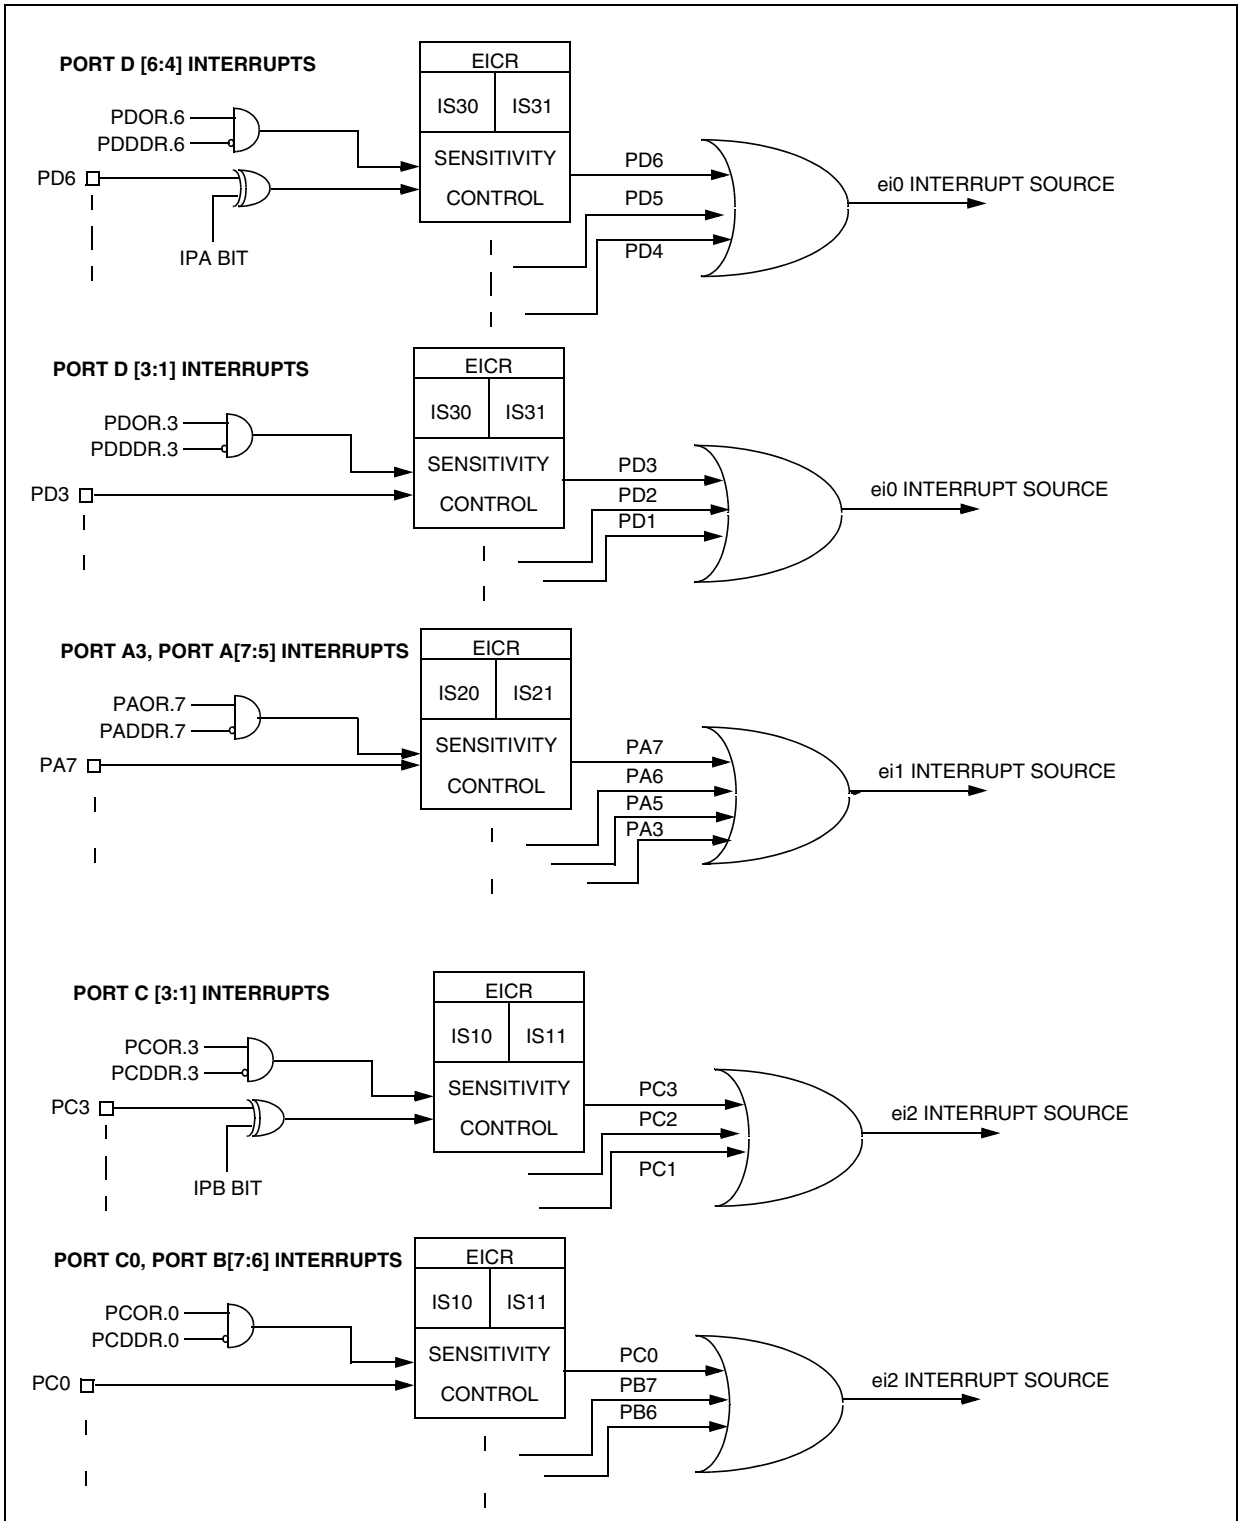 PORT D [6:4] INTERRUPTS
EICR
IS30 IS31
PDOR.6
PDDDR.6
SENSITIVITY
CONTROL
PD6
IPA BIT
PD6
PD5
PD4
ei0 INTERRUPT SOURCE
PORT D [3:1] INTERRUPTS
EICR
IS30 IS31
PDOR.3
PDDDR.3
SENSITIVITY
CONTROL
PD3
PD3
PD2
PD1
ei0 INTERRUPT SOURCE
PORT A3, PORT A[7:5] INTERRUPTS
EICR
IS20 IS21
PAOR.7
PADDR.7
SENSITIVITY
CONTROL
PA7
PA7
PA6
PA5
PA3
ei1 INTERRUPT SOURCE
PORT C [3:1] INTERRUPTS
EICR
IS10 IS11
PCOR.3
PCDDR.3
SENSITIVITY
CONTROL
PC3
IPB BIT
PC3
PC2
PC1
ei2 INTERRUPT SOURCE
PORT C0, PORT B[7:6] INTERRUPTS
EICR
IS10 IS11
PCOR.0
PCDDR.0
SENSITIVITY
CONTROL
PC0
PC0
PB7
PB6
ei2 INTERRUPT SOURCE